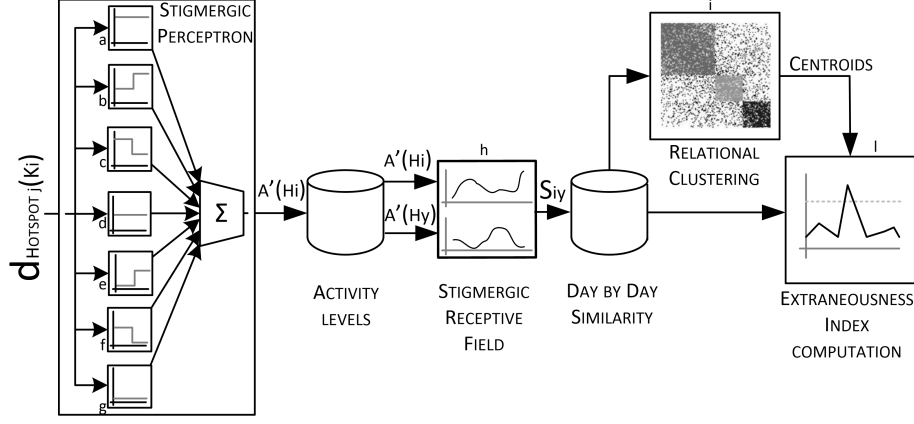 STIGMERGIC
PERCEPTRON
a
b
c
d
e
f
g
dHOTSPOT j(Ki)
Σ
A'(Hi)
ACTIVITY
LEVELS
A'(Hi)
A'(Hy)
h
STIGMERGIC
RECEPTIVE
FIELD
Siy
DAY BY DAY
SIMILARITY
i
RELATIONAL
CLUSTERING
CENTROIDS
l
EXTRANEOUSNESS
INDEX
COMPUTATION